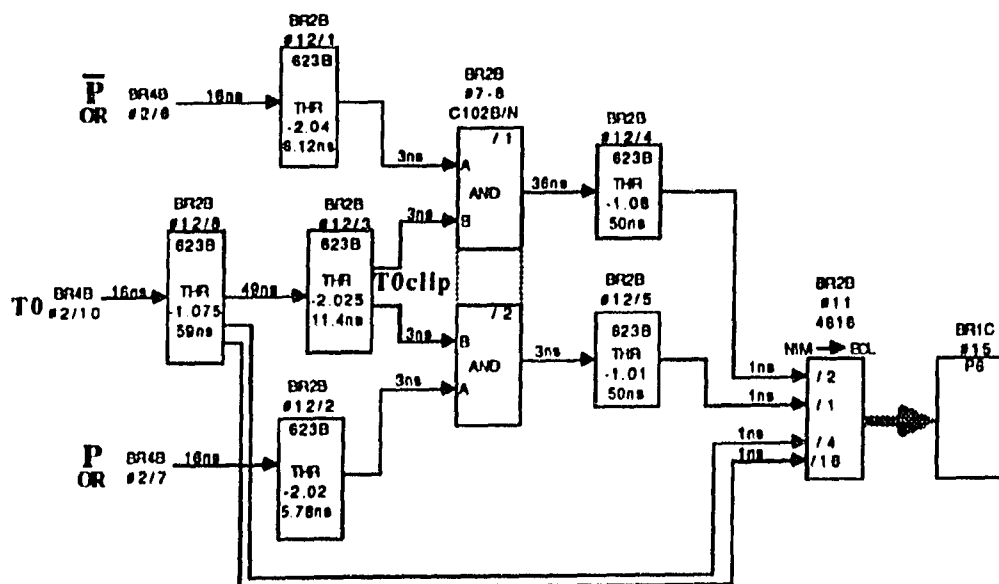 BR2B
#12/1
623B
THR
-2.04
6.12ns
P
OR
BR4B
#2/6
16ns
BR2B
#7-8
C102B/N
/ 1
A
AND
B
3ns
3ns
36ns
BR2B
#12/4
623B
THR
-1.06
50ns
BR2B
#12/6
623B
THR
-1.075
59ns
T0
BR4B
#2/10
16ns
49ns
BR2B
#12/3
623B
THR
-2.025
11.4ns
T0clip
3ns
3ns
/ 2
B
AND
A
3ns
BR2B
#12/5
623B
THR
-1.01
50ns
BR2B
#12/2
623B
THR
-2.02
5.78ns
P
OR
BR4B
#2/7
16ns
BR2B
#11
4616
NIM
ECL
1ns
1ns
1ns
1ns
/ 2
/ 1
/ 4
/ 16
BR1C
#15
P6